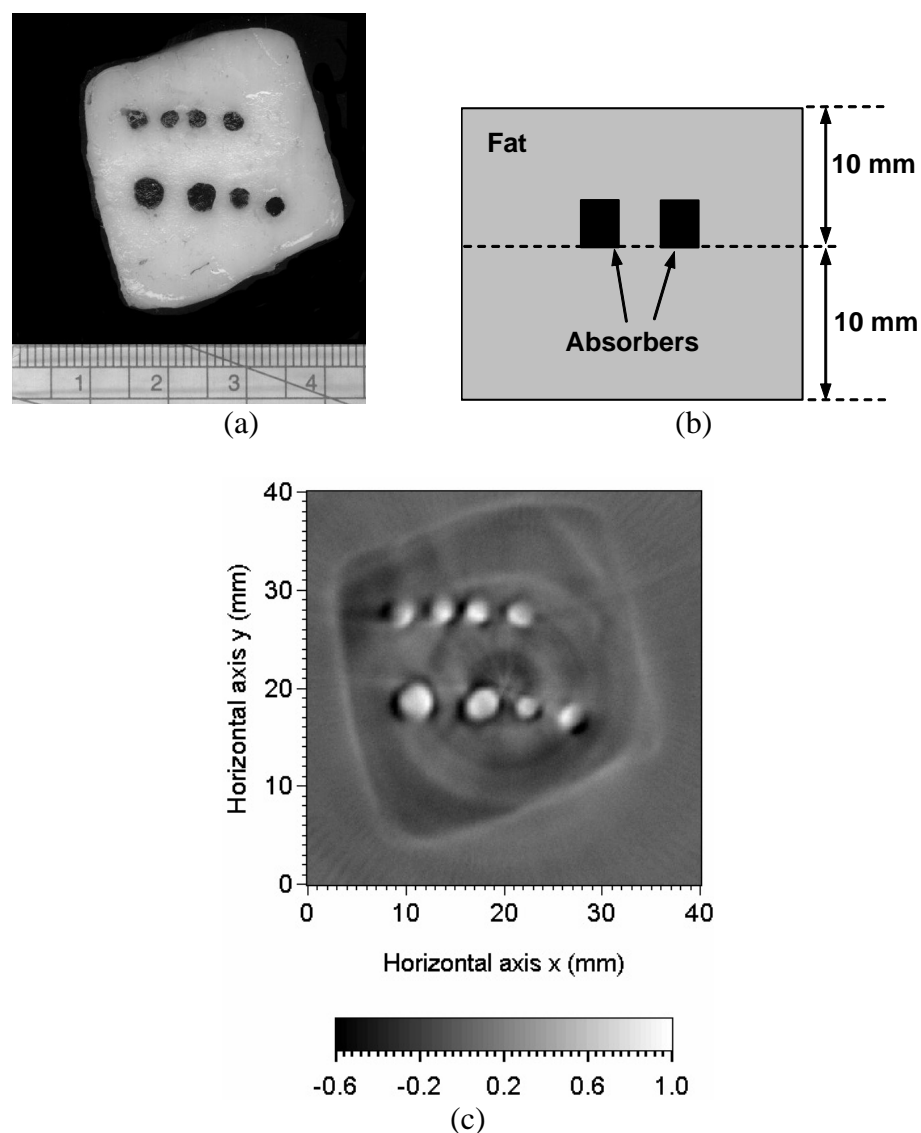 1 2 3 4
(a)
Fat
10 mm
10 mm
Absorbers
(b)
40
30
20
10
0
Horizontal axis y (mm)
0 10 20 30 40
Horizontal axis x (mm)
-0.6 -0.2 0.2 0.6 1.0
(c)